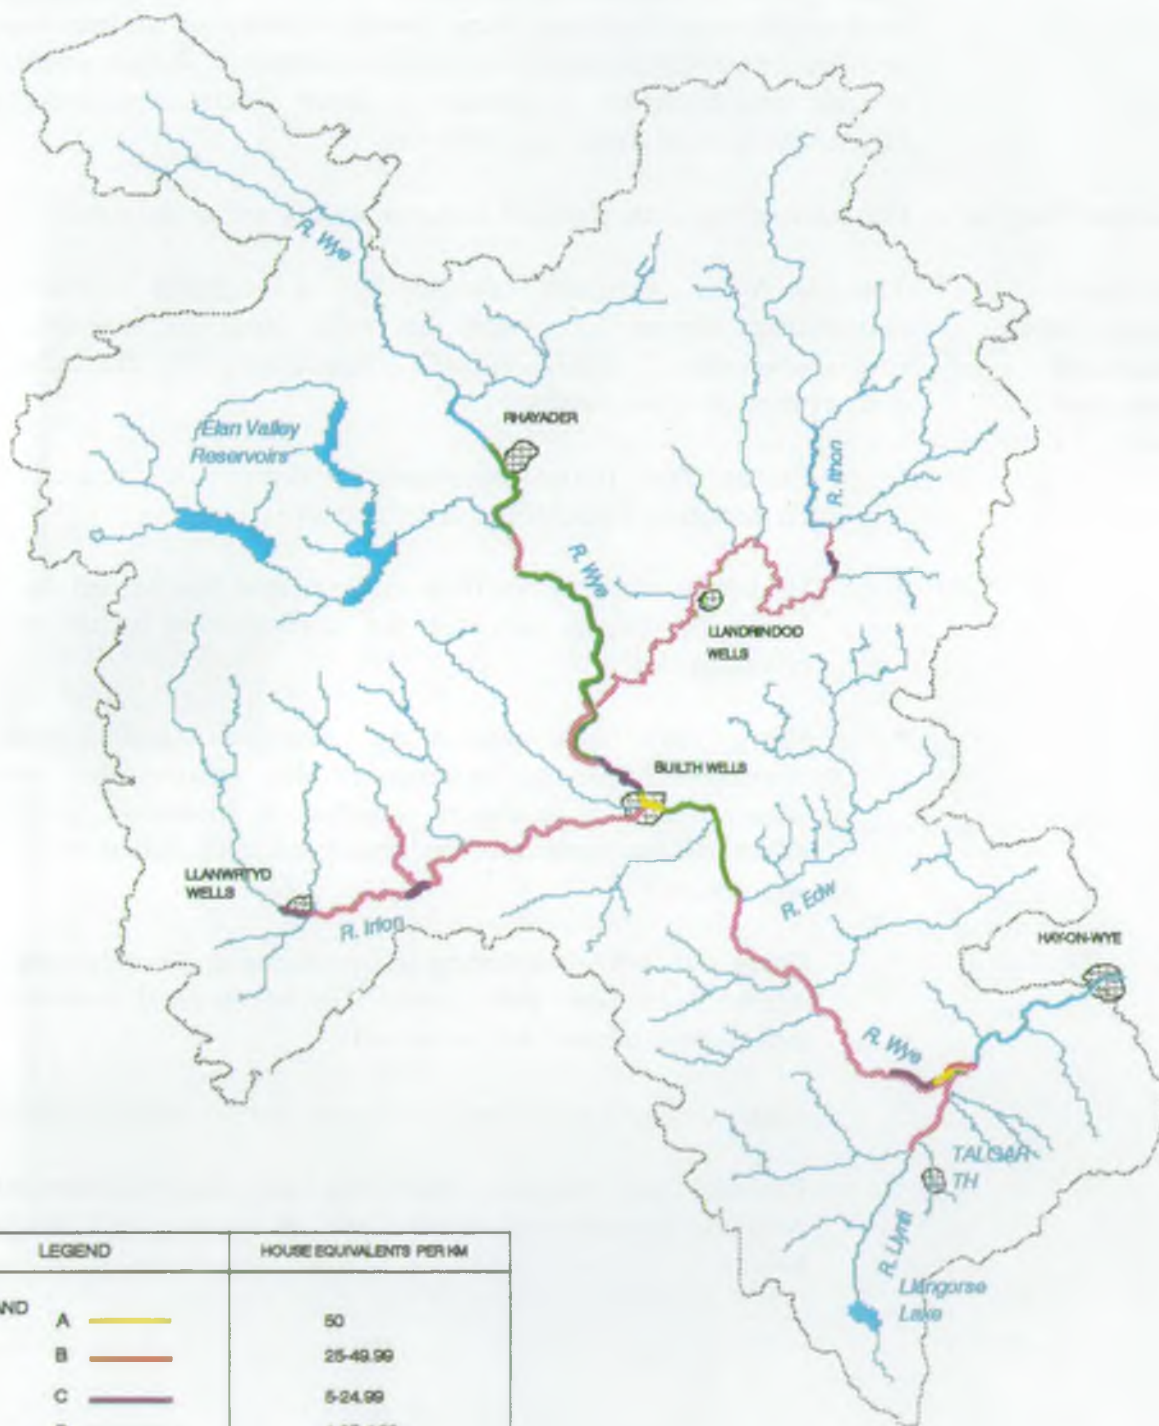 R. Wye
Elan Valley
Reservoirs
RHAYADER
R. Ithon
R. Wye
LLANDRINDOD
WELLS
BUILTH WELLS
LLANWRTYD
WELLS
R. Irfon
R. Edw
HAY-ON-WYE
R. Wye
TALGAR
TH
R. Llynfi
Llangorse
Lake
LEGEND
HOUSE EQUIVALENTS PER KM
A
50
B
25-49.99
C
5-24.99